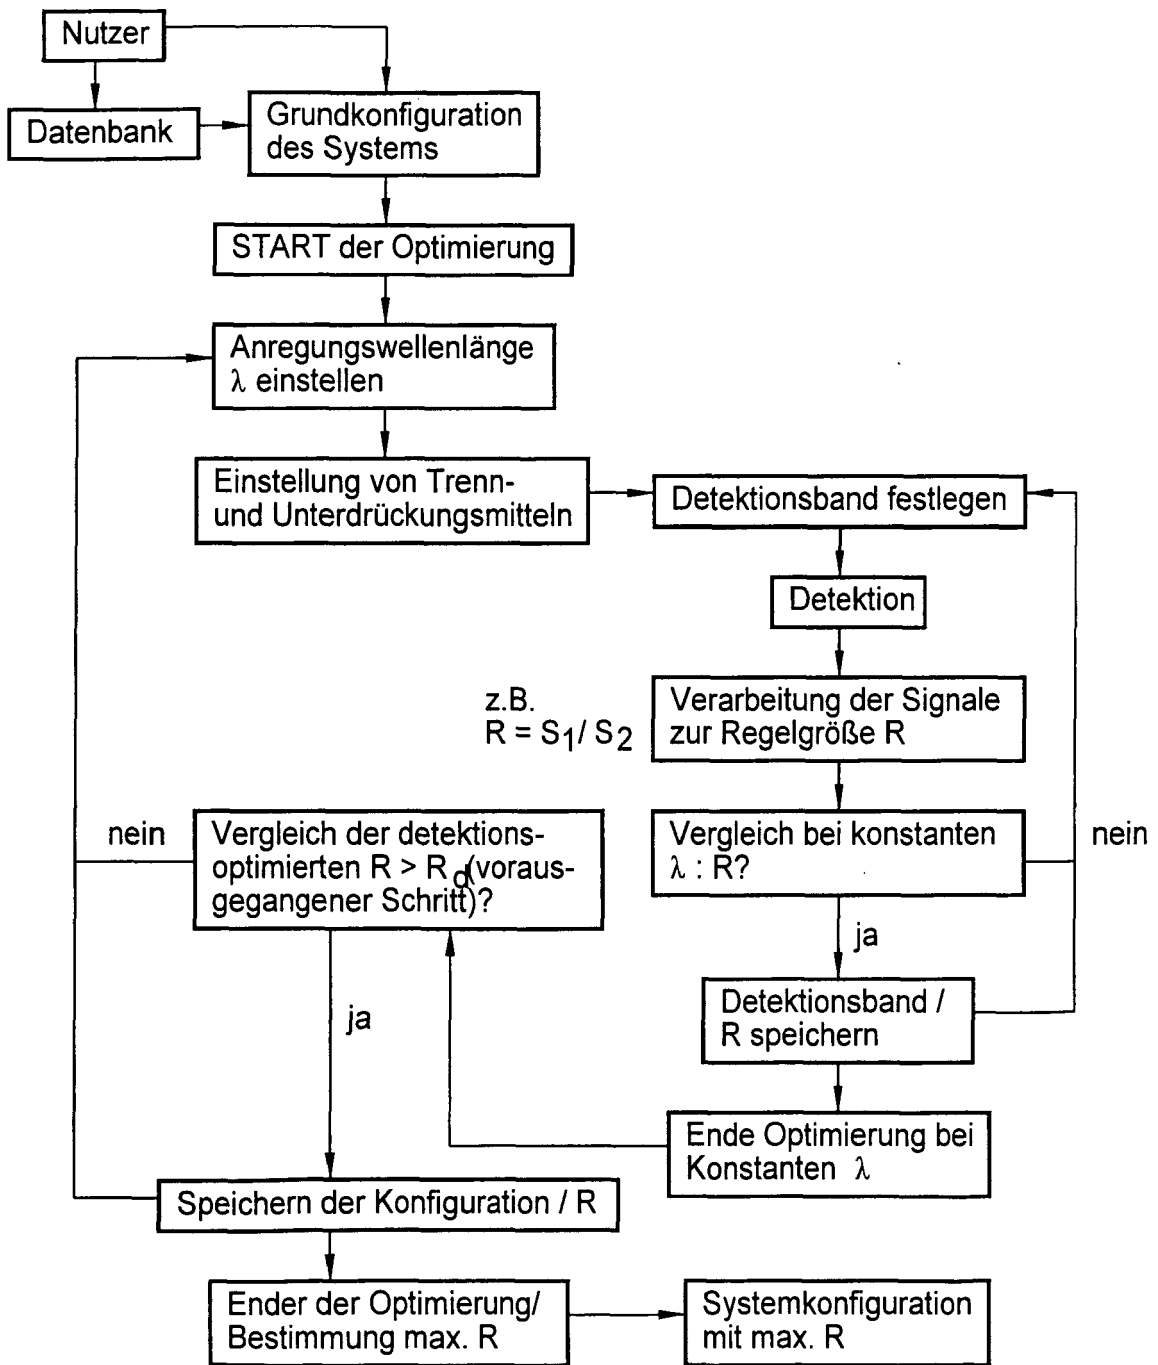 Nutzer
Datenbank
Grundkonfiguration
des Systems
START der Optimierung
Anregungswellenlänge
λ einstellen
Einstellung von Trenn-
und Unterdrückungsmitteln
Detektionsband festlegen
Detektion
z.B.
R = S1/ S2
Verarbeitung der Signale
zur Regelgröße R
nein
Vergleich der detektions-
optimierten R > Rd(voraus-
gegangener Schritt)?
Vergleich bei konstanten
λ : R?
nein
ja
Detektionsband /
R speichern
ja
Ende Optimierung bei
Konstanten λ
Speichern der Konfiguration / R
Ender der Optimierung/
Bestimmung max. R
Systemkonfiguration
mit max. R